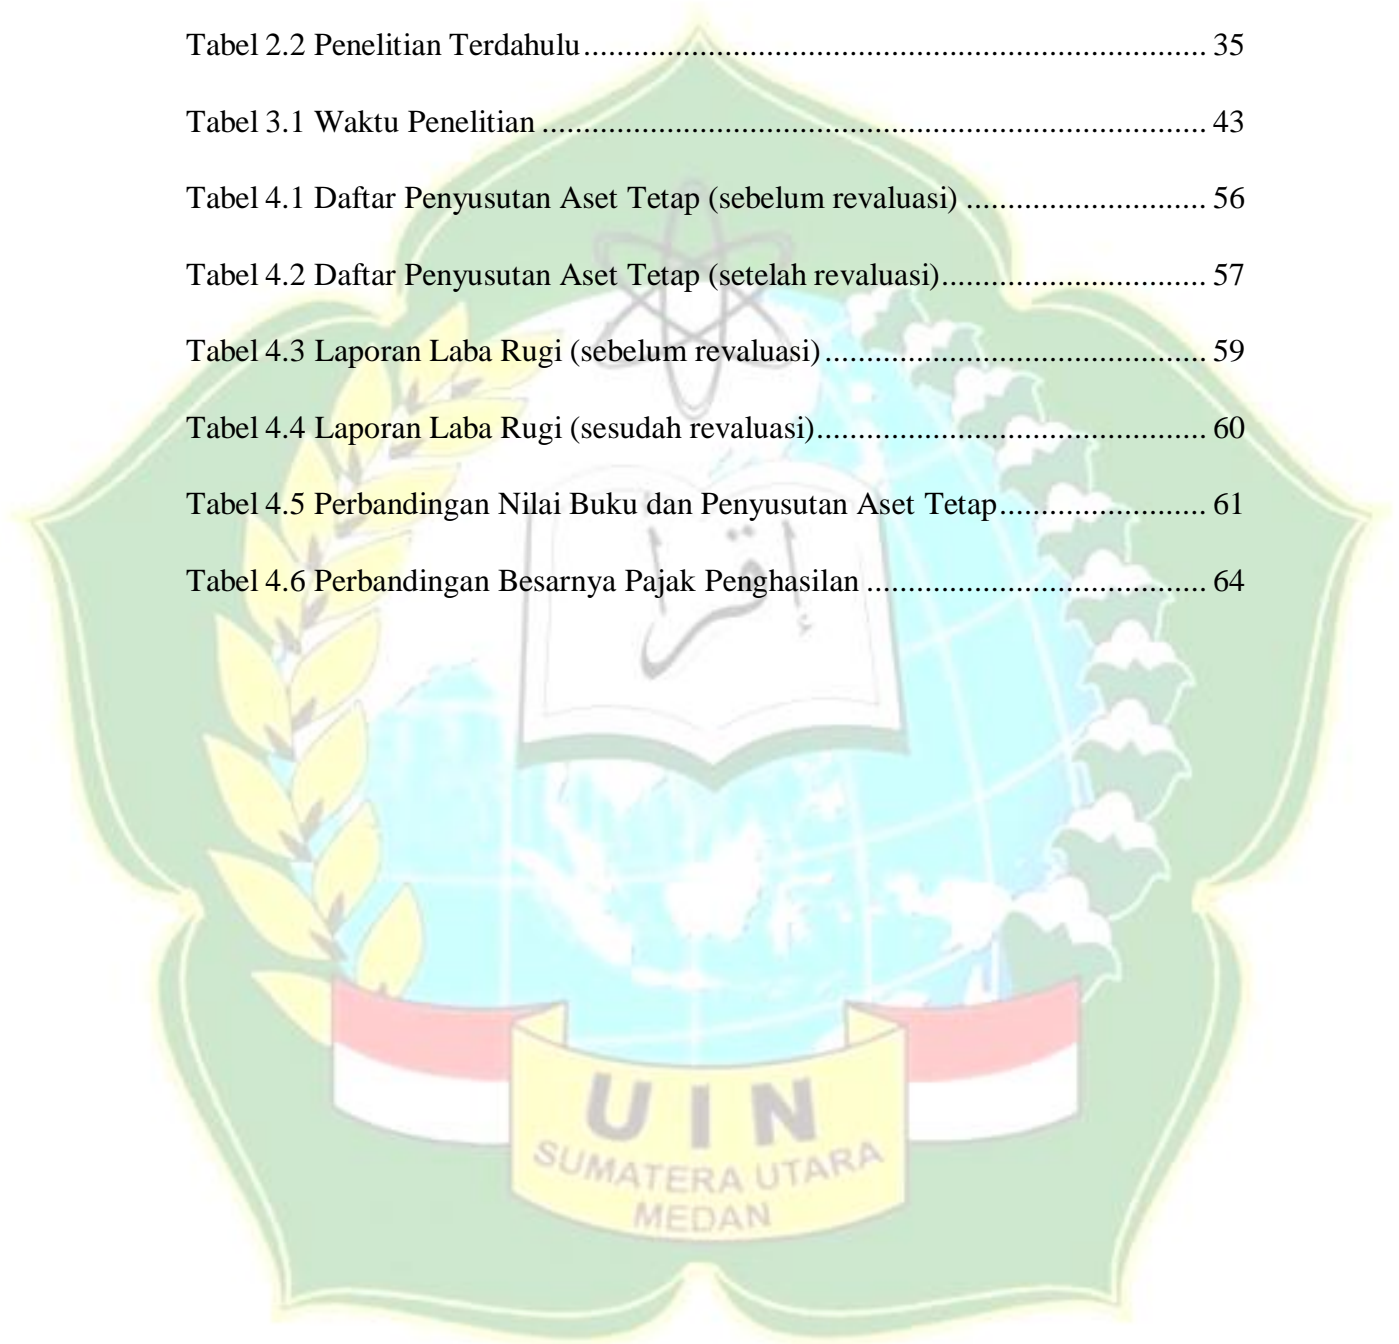 Tabel 2.2 Penelitian Terdahulu............................................................................ 35
Tabel 3.1 Waktu Penelitian ................................................................................. 43
Tabel 4.1 Daftar Penyusutan Aset Tetap (sebelum revaluasi) ............................. 56
Tabel 4.2 Daftar Penyusutan Aset Tetap (setelah revaluasi)................................ 57
Tabel 4.3 Laporan Laba Rugi (sebelum revaluasi)............................................... 59
Tabel 4.4 Laporan Laba Rugi (sesudah revaluasi)................................................ 60
Tabel 4.5 Perbandingan Nilai Buku dan Penyusutan Aset Tetap......................... 61
Tabel 4.6 Perbandingan Besarnya Pajak Penghasilan ......................................... 64
إقرأ
UIN
SUMATERA UTARA
MEDAN